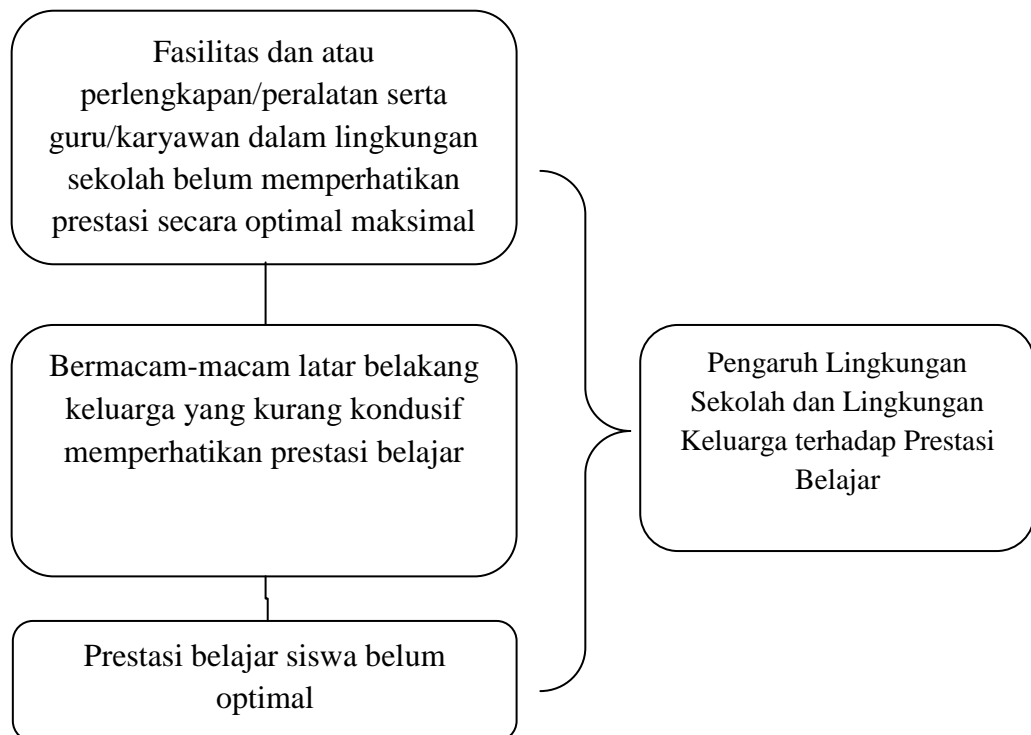 Fasilitas dan atau
perlengkapan/peralatan serta
guru/karyawan dalam lingkungan
sekolah belum memperhatikan
prestasi secara optimal maksimal
Bermacam-macam latar belakang
keluarga yang kurang kondusif
memperhatikan prestasi belajar
Prestasi belajar siswa belum
optimal
Pengaruh Lingkungan
Sekolah dan Lingkungan
Keluarga terhadap Prestasi
Belajar